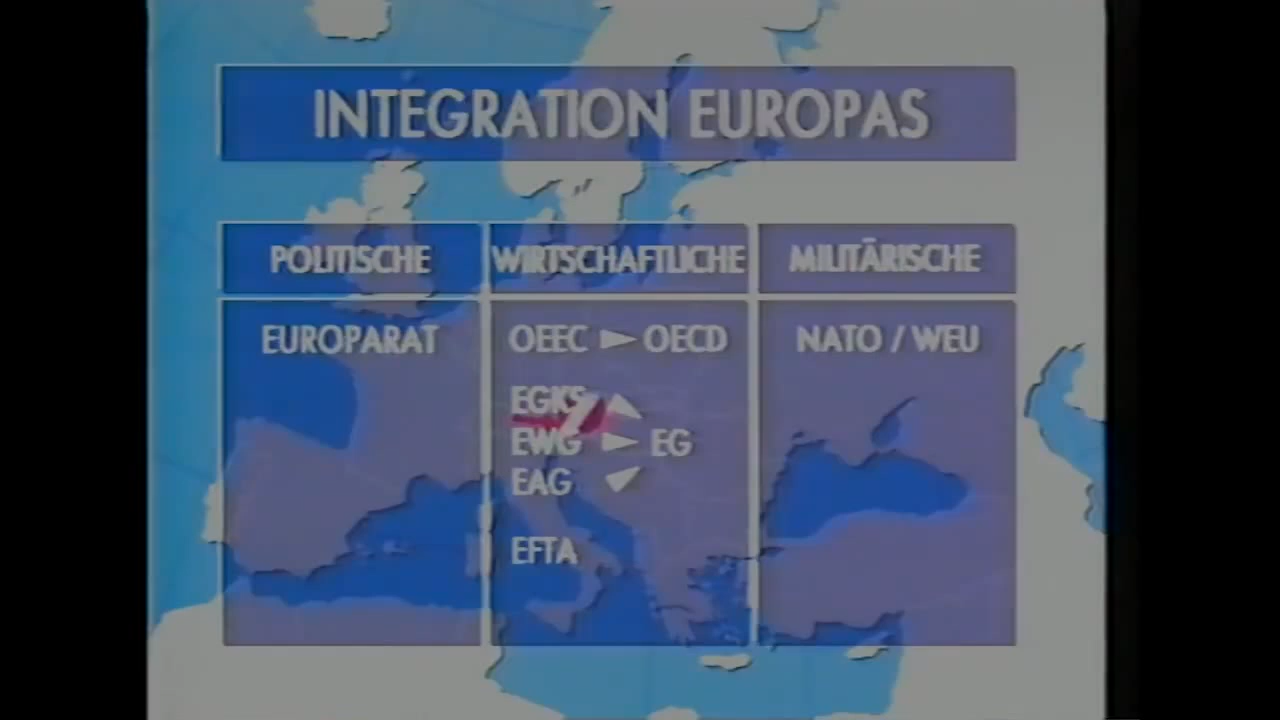 INTEGRATION EUROPAS
POLITISCHE
WIRTSCHAFTLICHE
MILITÄRISCHE
EUROPARAT
OEEC ► OECD
NATO / WEU
EGKS
EWG ► EG
EAG
EFTA